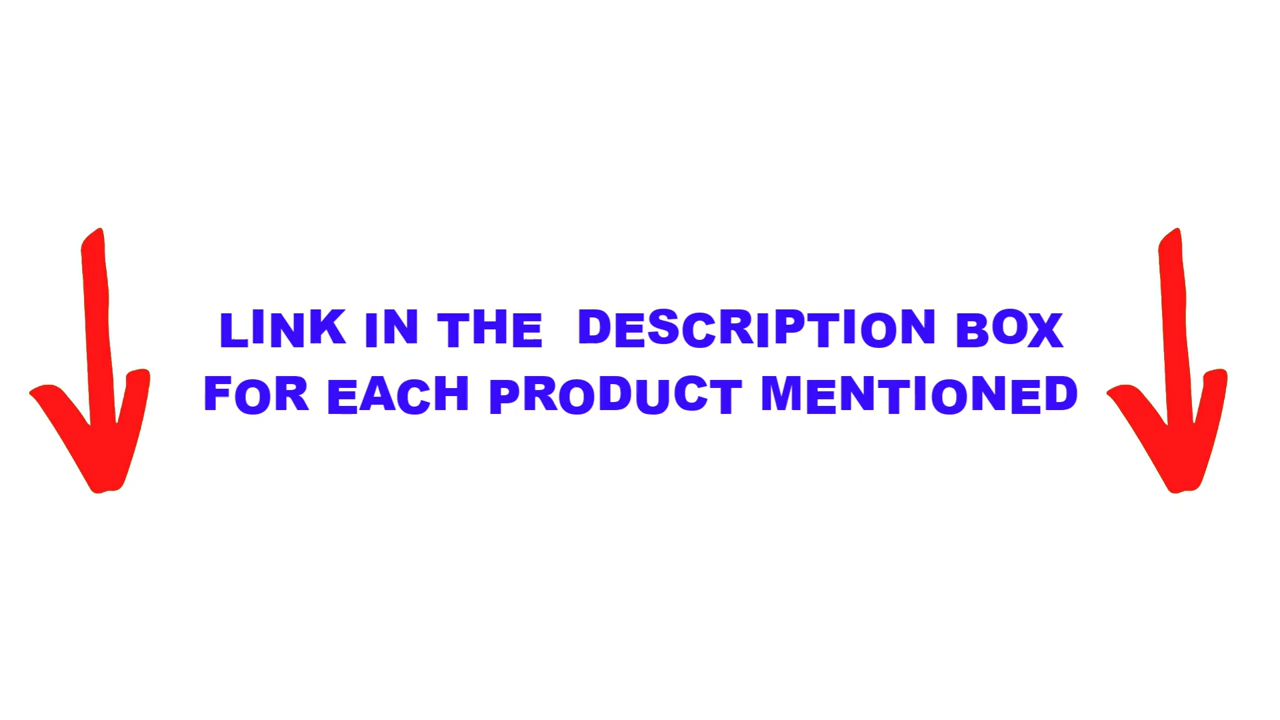 LINK IN THE DESCRIPTION BOX
FOR EACH PRODUCT MENTIONED